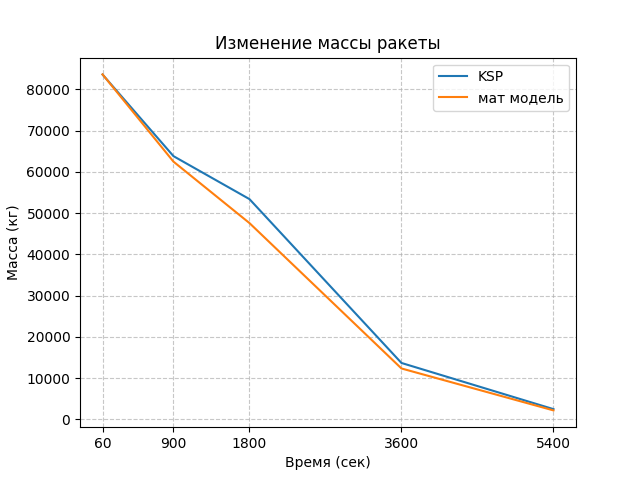 Изменение массы ракеты
KSP
мат модель
80000
70000
60000
50000
40000
30000
20000
10000
0
Масса (кг)
60 900 1800 3600 5400
Время (сек)